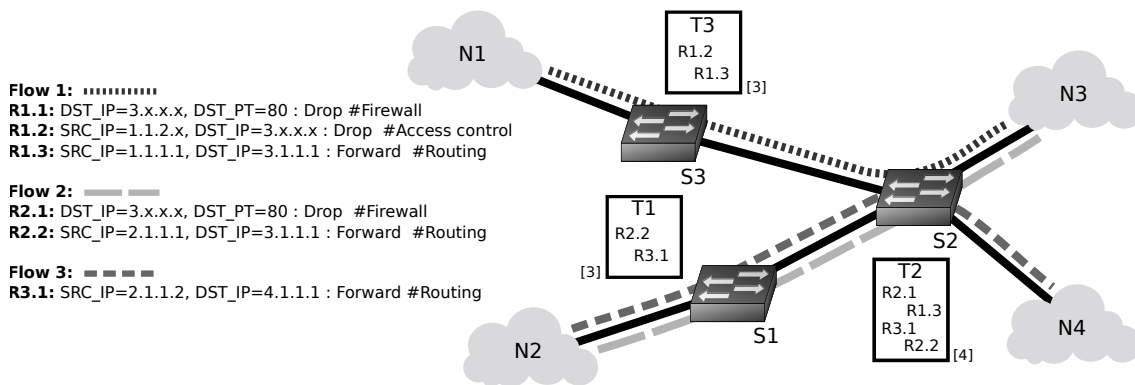 Flow 1:
R1.1: DST_IP=3.x.x.x, DST_PT=80 : Drop #Firewall
R1.2: SRC_IP=1.1.2.x, DST_IP=3.x.x.x : Drop #Access control
R1.3: SRC_IP=1.1.1.1, DST_IP=3.1.1.1 : Forward #Routing
Flow 2:
R2.1: DST_IP=3.x.x.x, DST_PT=80 : Drop #Firewall
R2.2: SRC_IP=2.1.1.1, DST_IP=3.1.1.1 : Forward #Routing
Flow 3:
R3.1: SRC_IP=2.1.1.2, DST_IP=4.1.1.1 : Forward #Routing
N1
T3
R1.2
R1.3
[3]
N3
S3
T1
R2.2
R3.1
[3]
S2
T2
R2.1
R1.3
R3.1
R2.2
[4]
S1
N2
N4